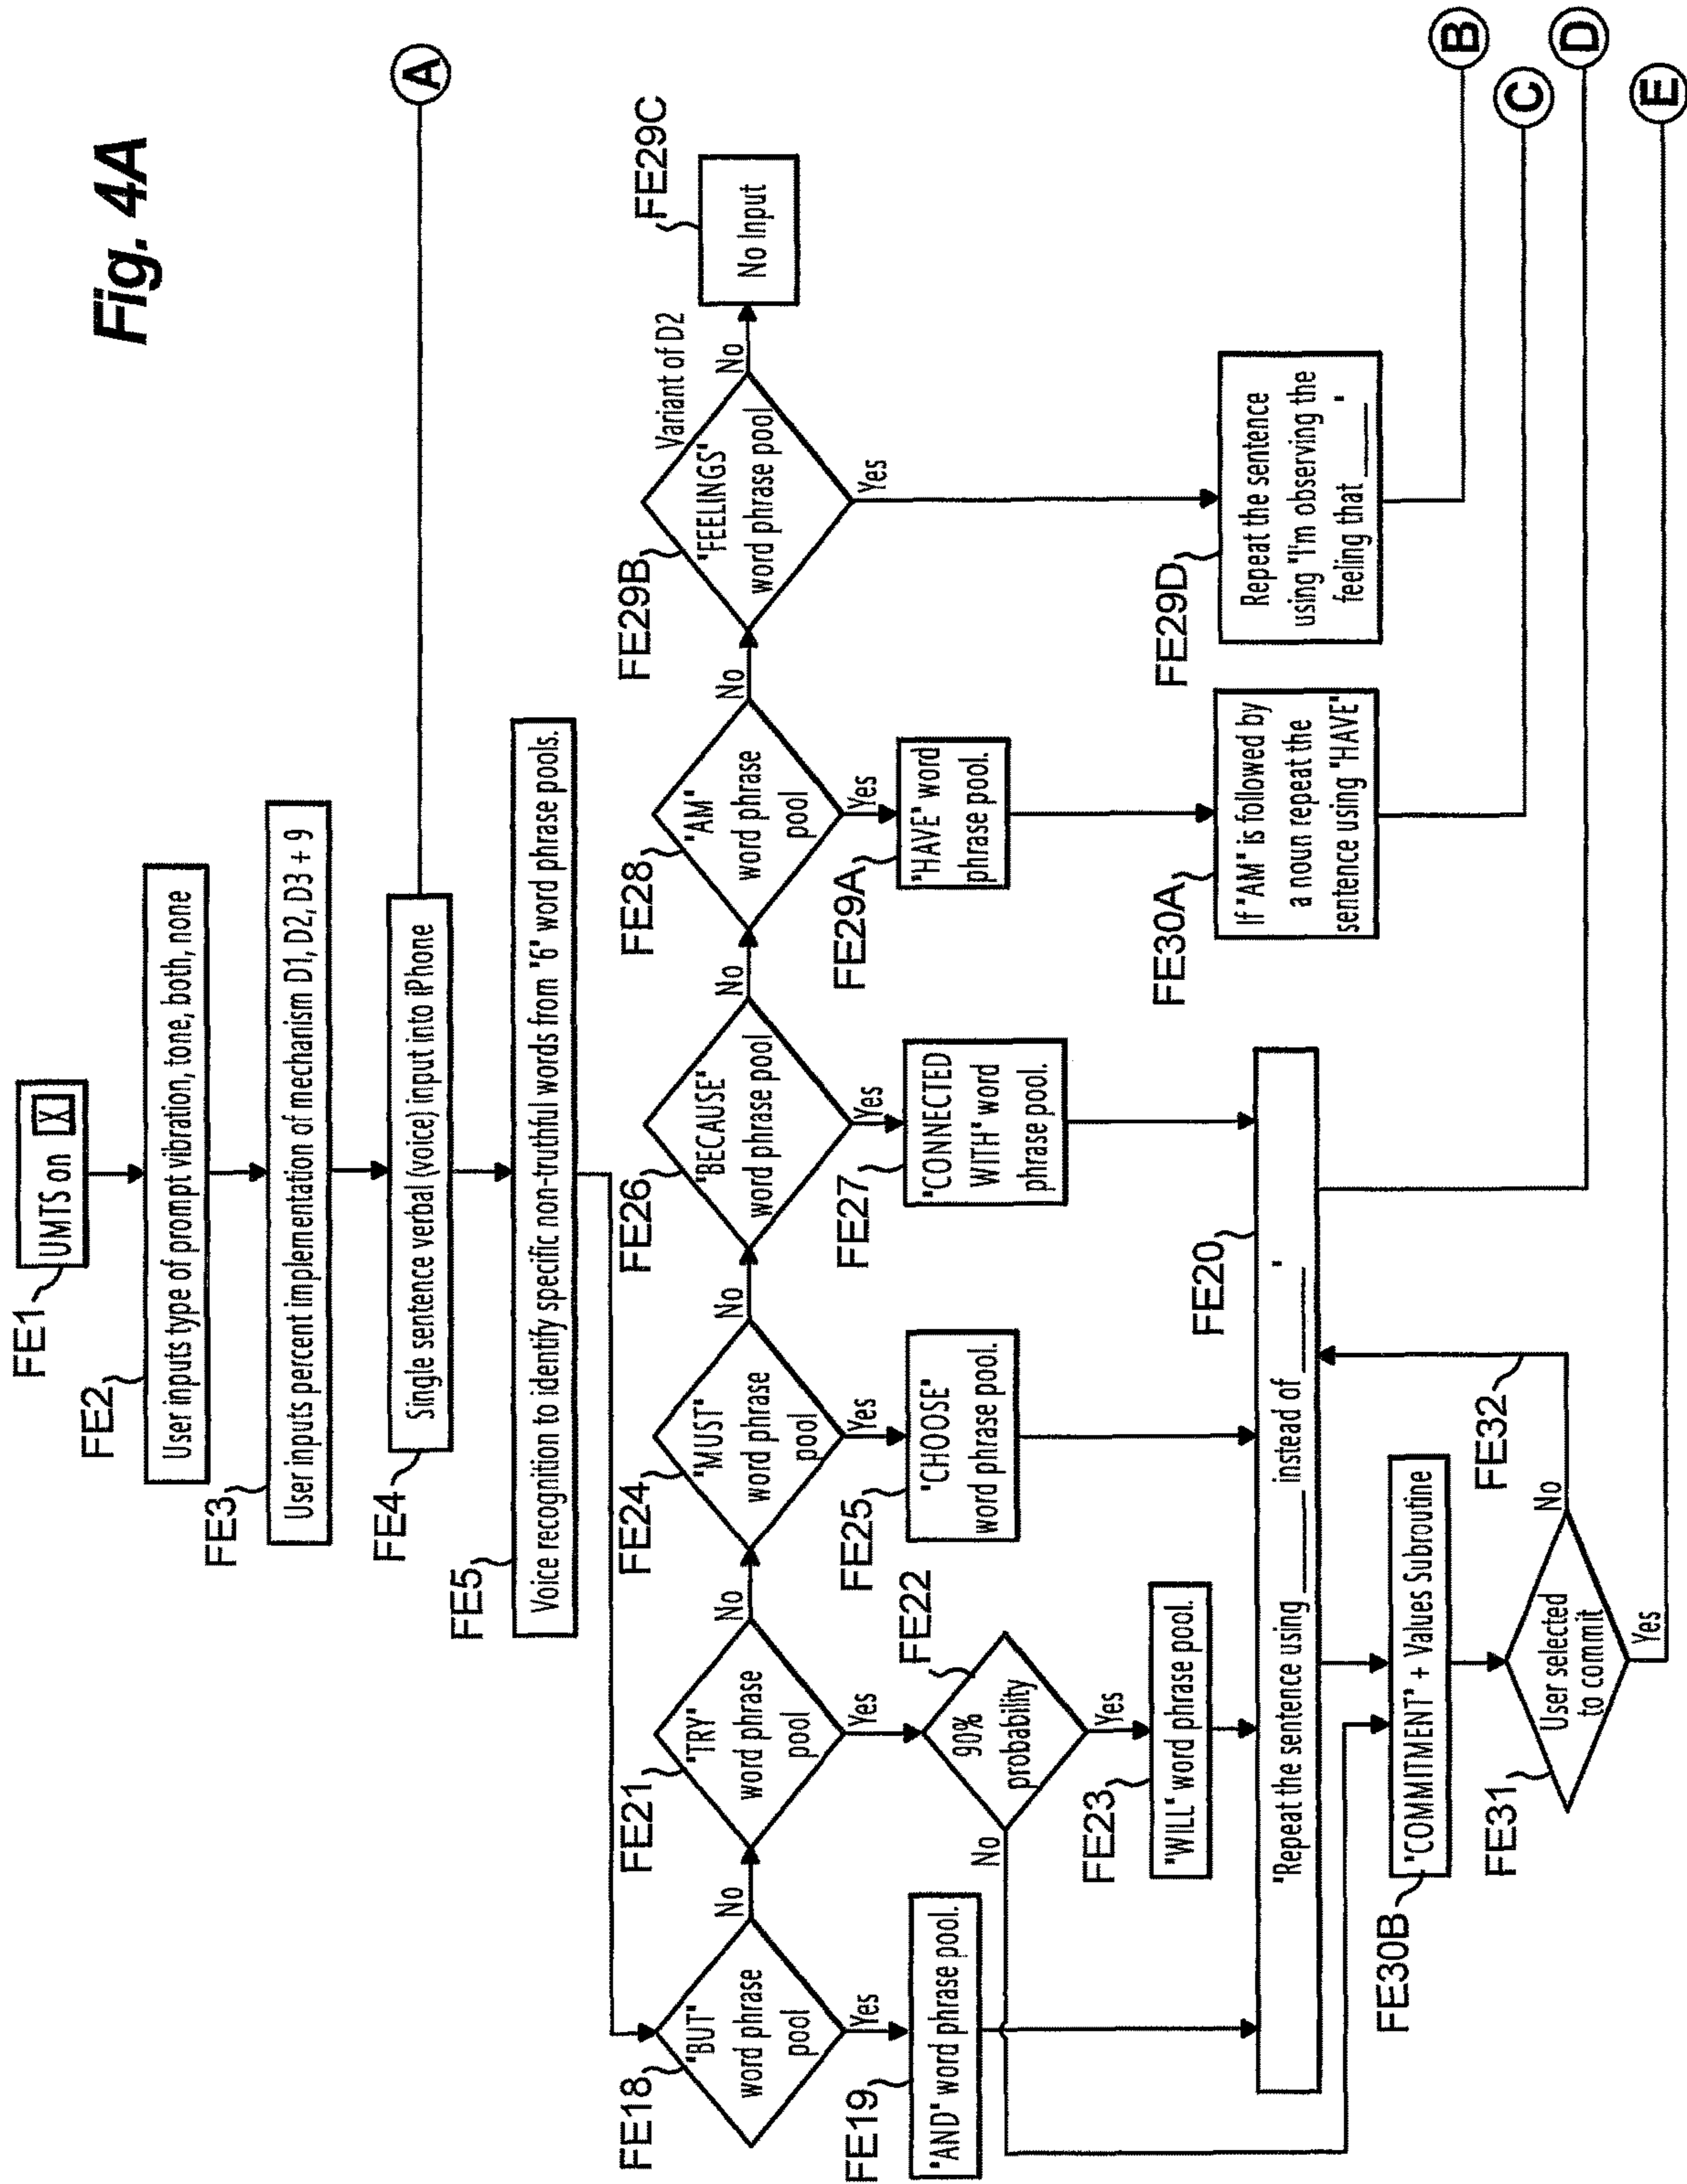 Fig. 4A
FE1
UMTS on X
FE2
User inputs type of prompt vibration, tone, both, none
FE3
User inputs percent implementation of mechanism D1, D2, D3 + 9
FE4
Single sentence verbal (voice) input into iPhone
A
FE5
Voice recognition to identify specific non-truthful words from "6" word phrase pools.
FE18
"BUT"
word phrase
pool
No
Yes
FE21
"TRY"
word phrase
pool
No
Yes
FE24
"MUST"
word phrase
pool
No
Yes
FE26
"BECAUSE"
word phrase pool
No
Yes
FE28
"AM"
word phrase
pool
No
Yes
FE29B
"FEELINGS"
word phrase pool
Variant of D2
No
Yes
FE29C
No Input
FE19
"AND" word phrase pool.
FE22
90%
probability
No
Yes
FE23
"WILL" word phrase pool.
FE25
"CHOOSE"
word phrase pool.
FE27
"CONNECTED
WITH" word
phrase pool.
FE29A
"HAVE" word
phrase pool.
FE30A
If "AM" is followed by
a noun repeat the
sentence using "HAVE"
FE29D
Repeat the sentence
using "I'm observing the
feeling that ____"
FE20
"Repeat the sentence using ____ instead of ____"
FE30B
"COMMITMENT" + Values Subroutine
FE31
User selected
to commit
No
Yes
FE32
B
C
D
E